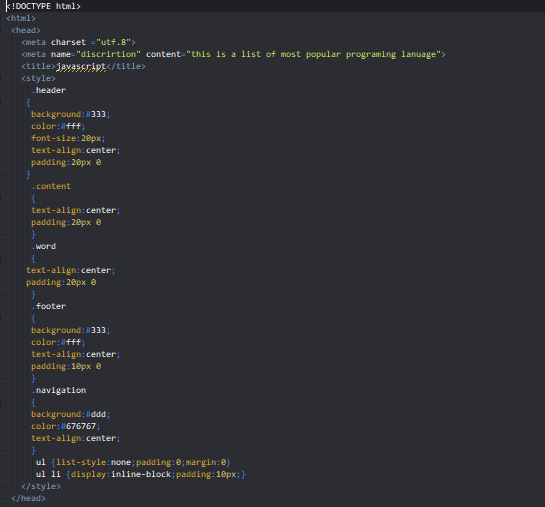 <!DOCTYPE html>
<html>
<head>
<meta charset ="utf.8">
<meta name="discrirtion" content="this is a list of most popular programing lanuage">
<title>javascript</title>
<style>
.header
{
background:#333;
color:#fff;
font-size:20px;
text-align:center;
padding:20px 0
}
.content
{
text-align:center;
padding:20px 0
}
.word
{
text-align:center;
padding:20px 0
}
.footer
{
background:#333;
color:#fff;
text-align:center;
padding:10px 0
}
.navigation
{
background:#ddd;
color:#676767;
text-align:center;
}
ul {list-style:none;padding:0;margin:0}
ul li {display:inline-block;padding:10px;}
</style>
</head>